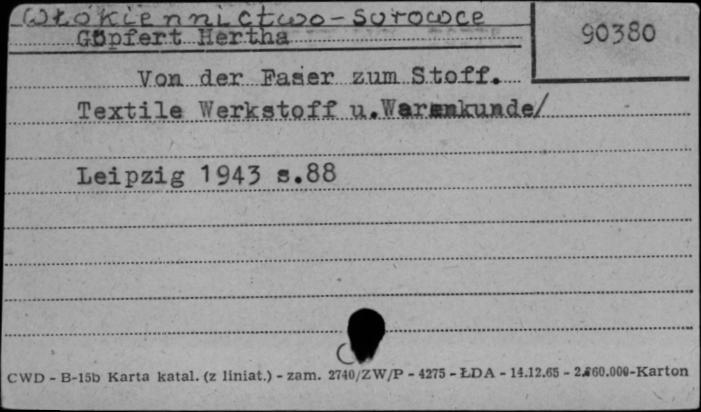 Włókiennictwo - Surowce
Göpfert Hertha
90380
Von der Faser zum Stoff.
Textile Werkstoff u.Warenkunde/
Leipzig 1943 s.88
CWD - B-15b Karta katal. (z liniat.) - zam. 2740/ZW/P - 4275 - ŁDA - 14.12.65 - 2.860.000-Karton